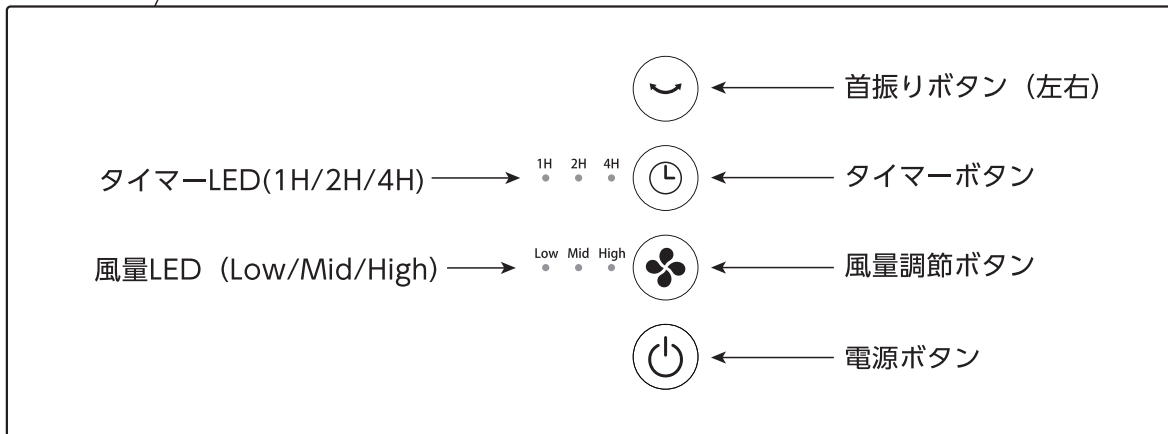 首振りボタン（左右）
1H 2H 4H
タイマーLED(1H/2H/4H)
タイマーボタン
Low Mid High
風量LED（Low/Mid/High)
風量調節ボタン
電源ボタン